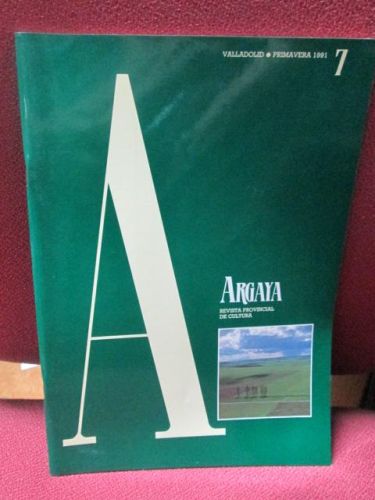 VALLADOLID ● PRIMAVERA 1991 7
A
ARGAYA
REVISTA PROVINCIAL
DE CULTURA